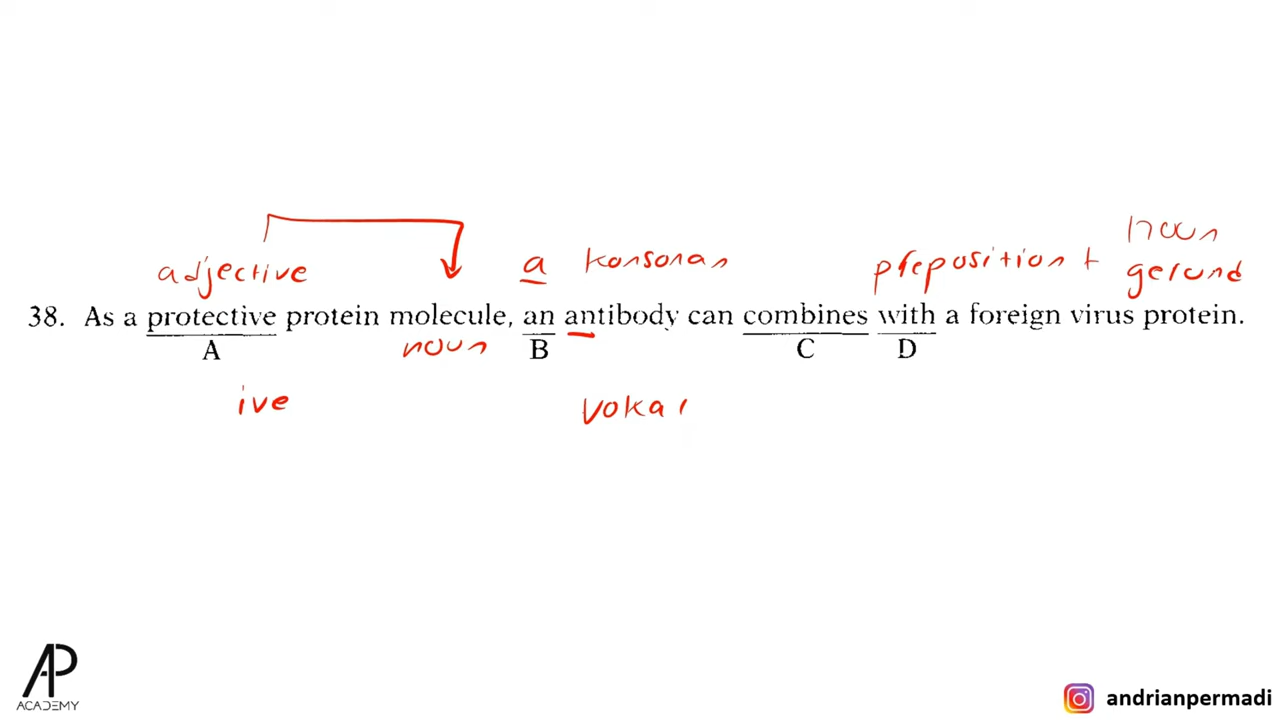 noun
adjective a konsonan preposition + gerund
38. As a protective protein molecule, an antibody can combines with a foreign virus protein.
A noun B C D
ive vokal
AP
ACADEMY
andrianpermadi